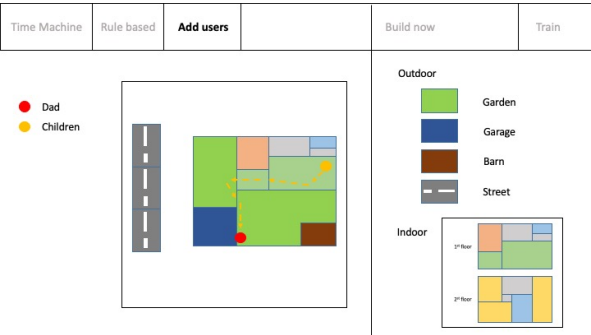 Time Machine
Rule based
Add users
Build now
Train
Dad
Children
Outdoor
Garden
Garage
Barn
Street
Indoor
1st floor
2nd floor